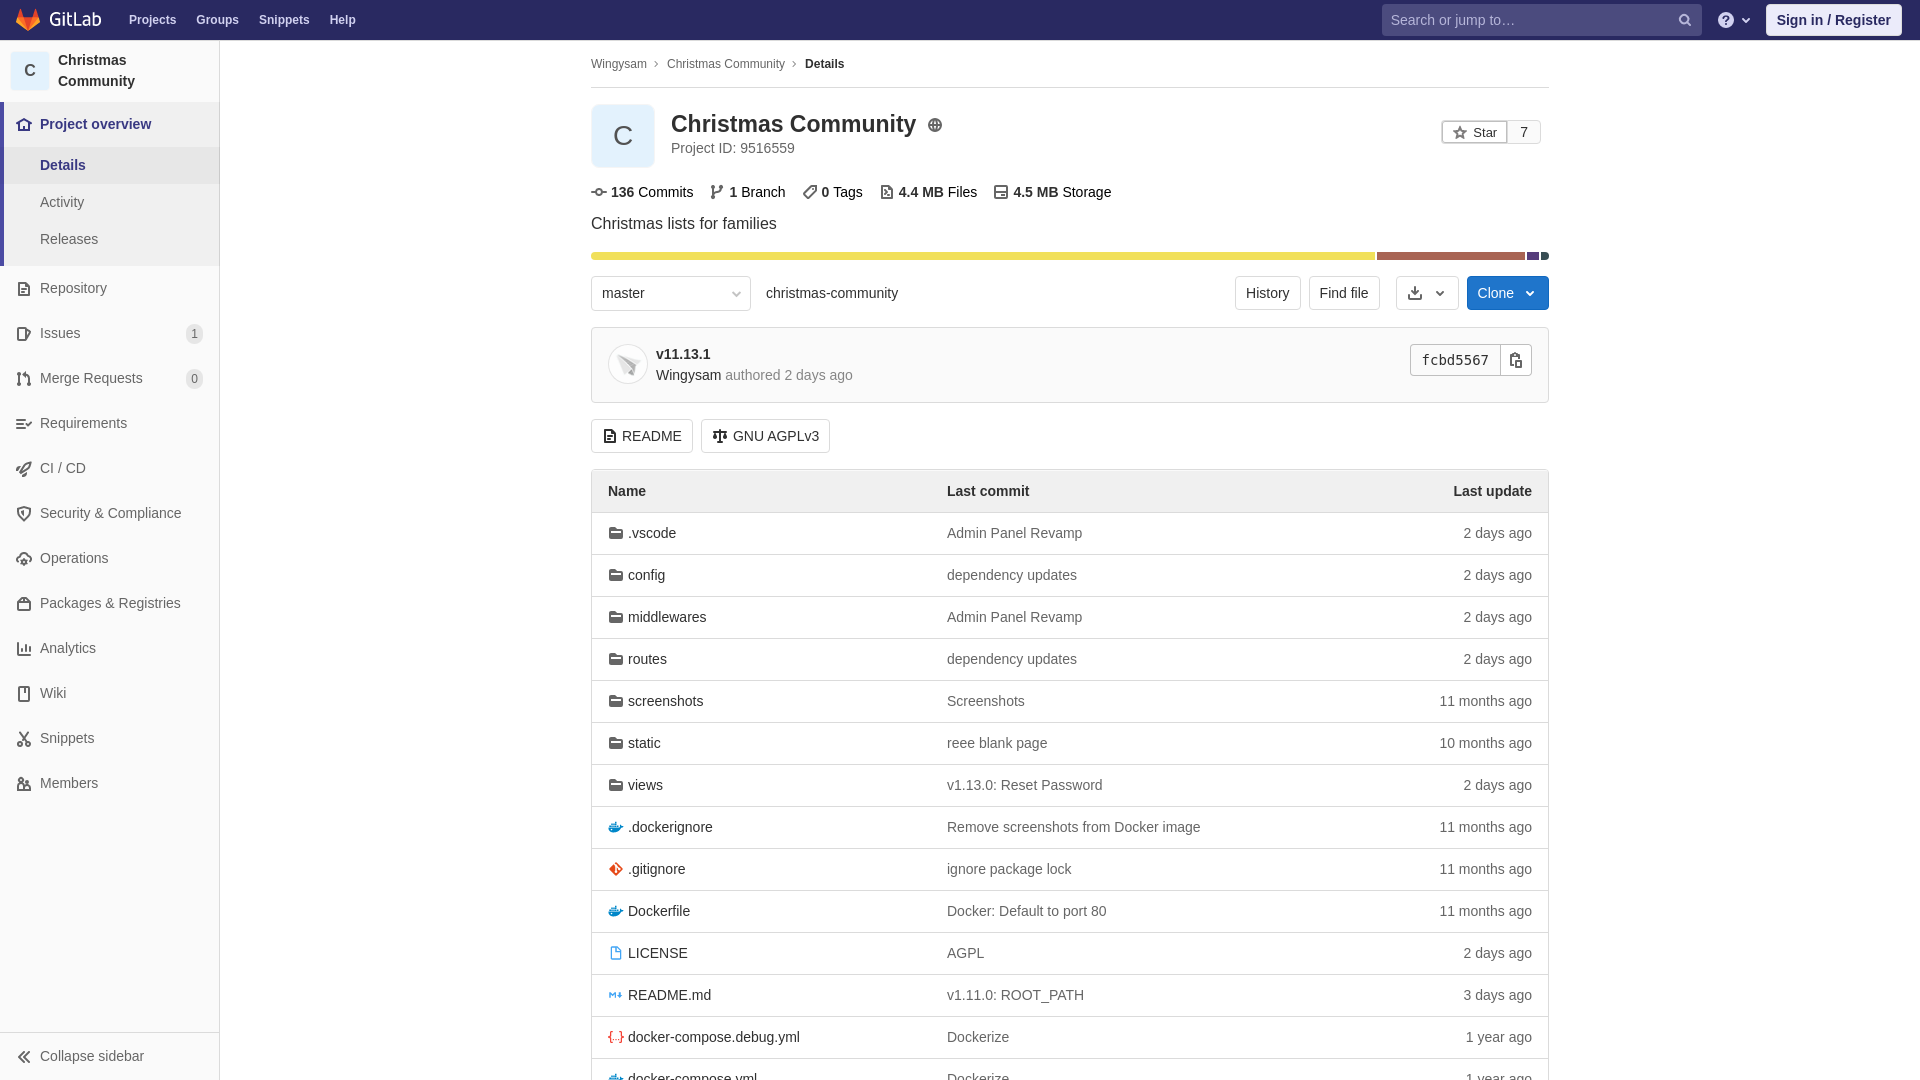 GitLab Projects Groups Snippets Help Search or jump to… Sign in / Register
C Christmas Community
Project overview
Details
Activity
Releases
Repository
Issues 1
Merge Requests 0
Requirements
CI / CD
Security & Compliance
Operations
Packages & Registries
Analytics
Wiki
Snippets
Members
Collapse sidebar
Wingysam › Christmas Community › Details
C
Christmas Community
Project ID: 9516559
Star 7
136 Commits 1 Branch 0 Tags 4.4 MB Files 4.5 MB Storage
Christmas lists for families
master christmas-community History Find file Clone
v11.13.1
Wingysam authored 2 days ago
fcbd5567
README GNU AGPLv3
Name Last commit Last update
.vscode Admin Panel Revamp 2 days ago
config dependency updates 2 days ago
middlewares Admin Panel Revamp 2 days ago
routes dependency updates 2 days ago
screenshots Screenshots 11 months ago
static reee blank page 10 months ago
views v1.13.0: Reset Password 2 days ago
.dockerignore Remove screenshots from Docker image 11 months ago
.gitignore ignore package lock 11 months ago
Dockerfile Docker: Default to port 80 11 months ago
LICENSE AGPL 2 days ago
README.md v1.11.0: ROOT_PATH 3 days ago
docker-compose.debug.yml Dockerize 1 year ago
docker-compose.yml Dockerize 1 year ago